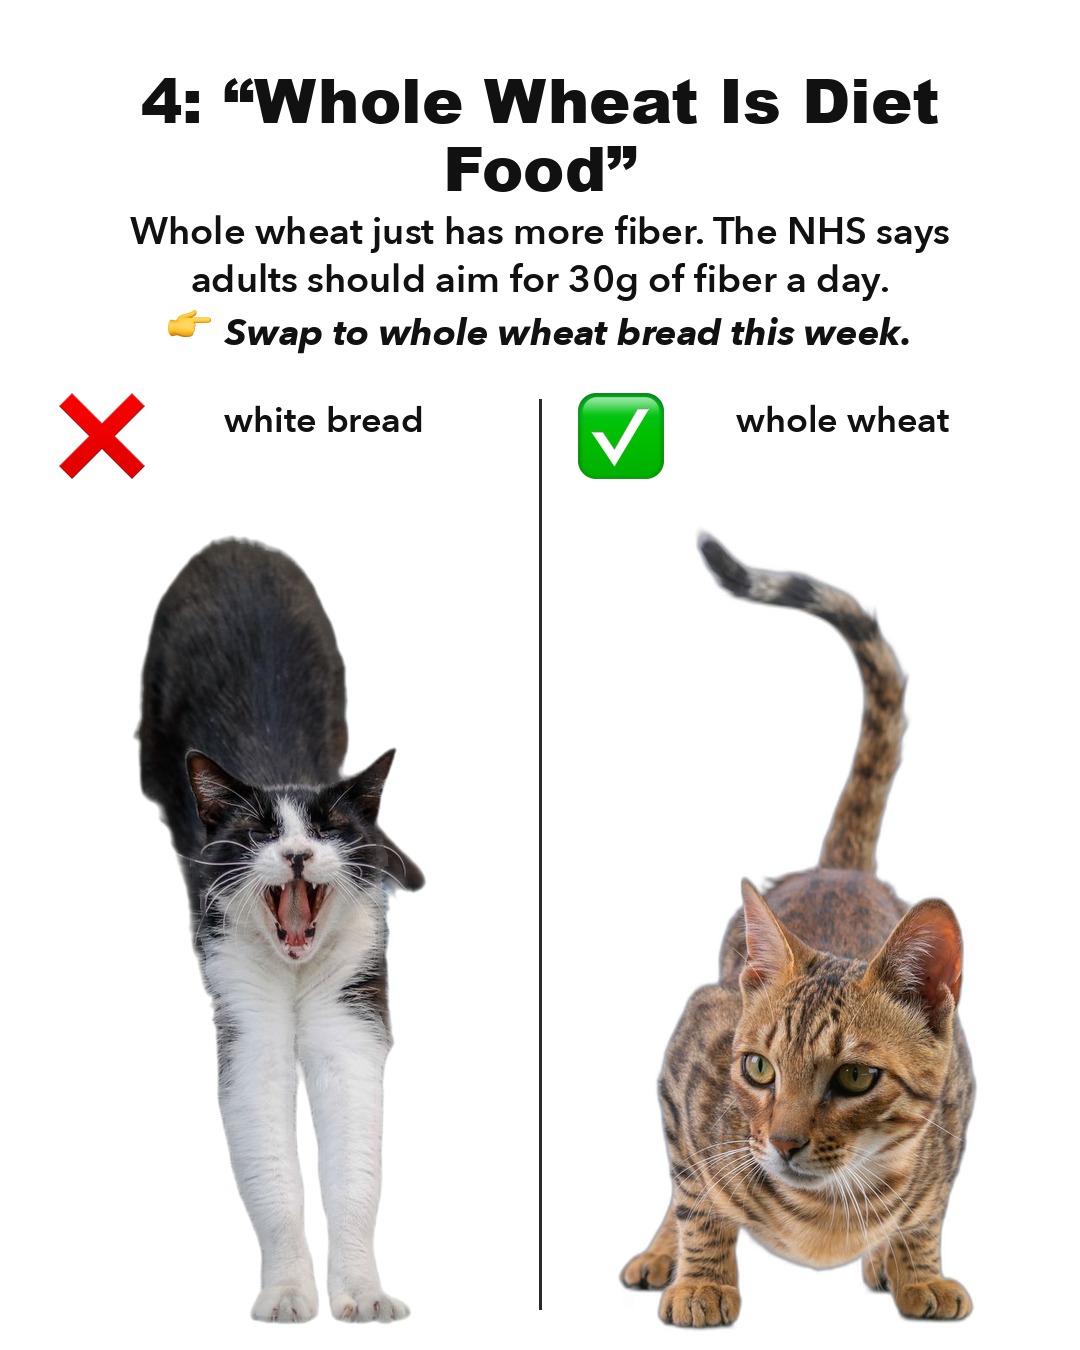 4: “Whole Wheat Is Diet
Food”
Whole wheat just has more fiber. The NHS says
adults should aim for 30g of fiber a day.
👉 Swap to whole wheat bread this week.
❌ white bread
✅ whole wheat